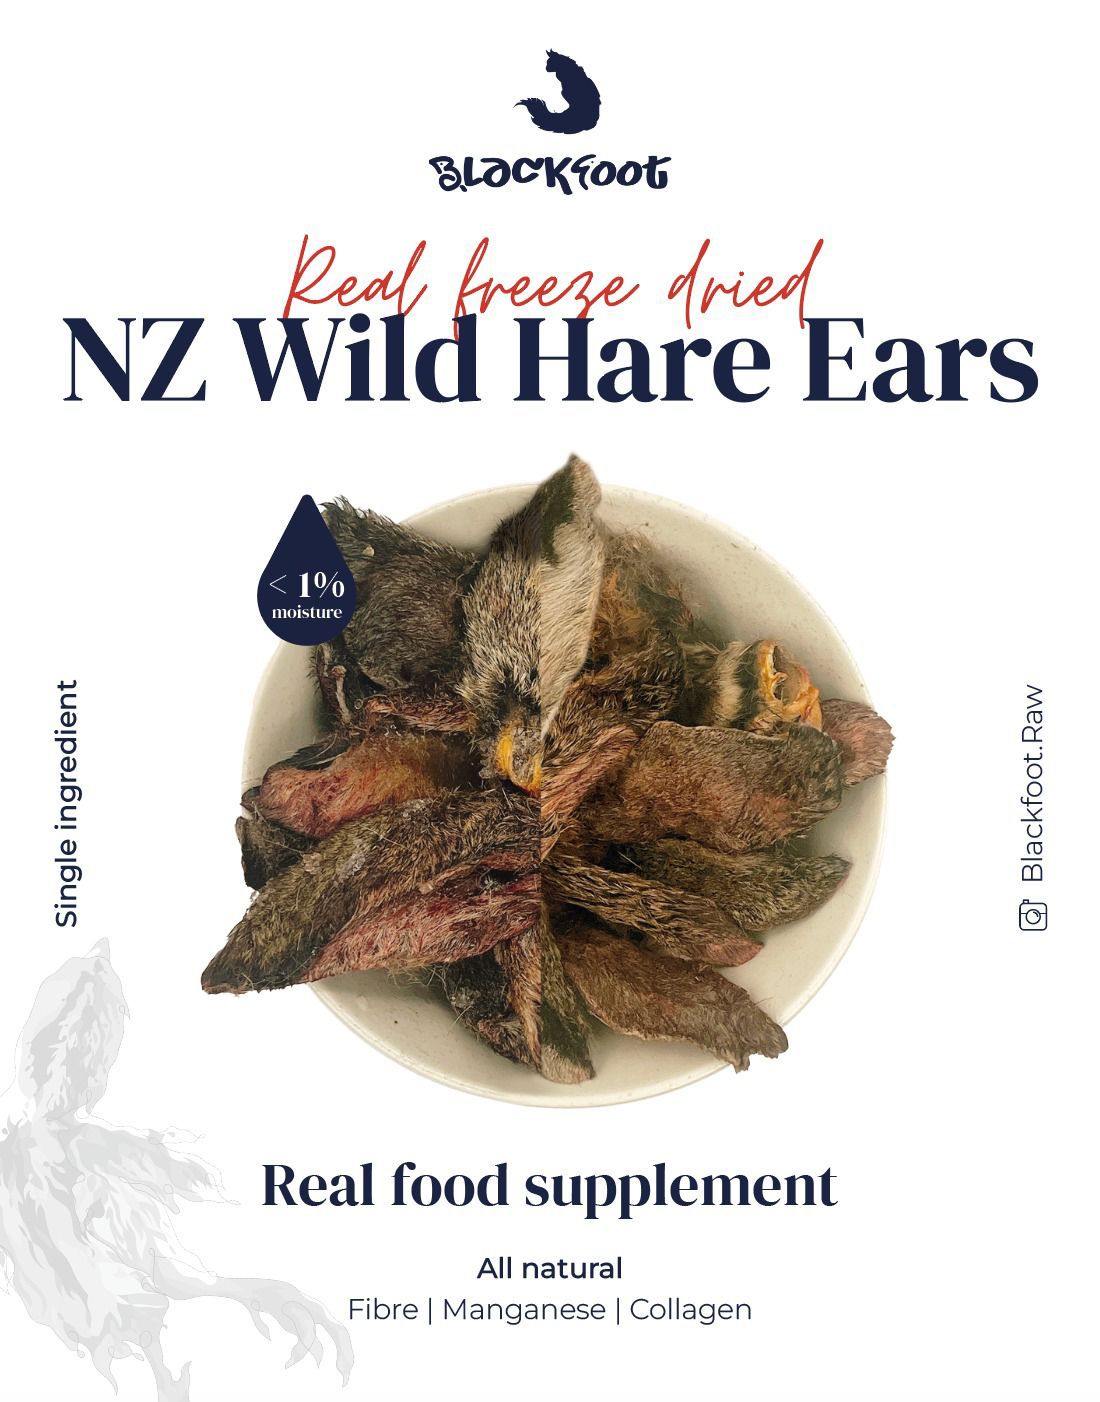 Blackfoot
Real freeze dried
NZ Wild Hare Ears
< 1%
moisture
Single ingredient
Blackfoot.Raw
Real food supplement
All natural
Fibre | Manganese | Collagen